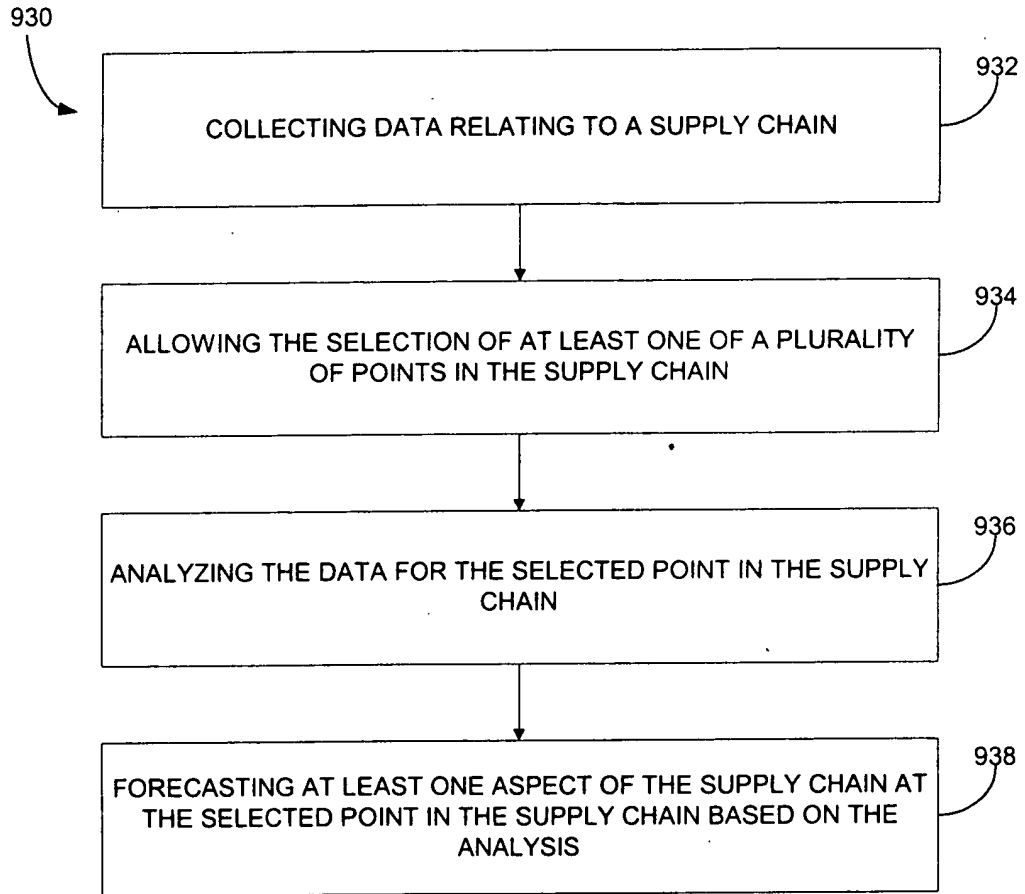 930
932
COLLECTING DATA RELATING TO A SUPPLY CHAIN
934
ALLOWING THE SELECTION OF AT LEAST ONE OF A PLURALITY
OF POINTS IN THE SUPPLY CHAIN
936
ANALYZING THE DATA FOR THE SELECTED POINT IN THE SUPPLY
CHAIN
938
FORECASTING AT LEAST ONE ASPECT OF THE SUPPLY CHAIN AT
THE SELECTED POINT IN THE SUPPLY CHAIN BASED ON THE
ANALYSIS